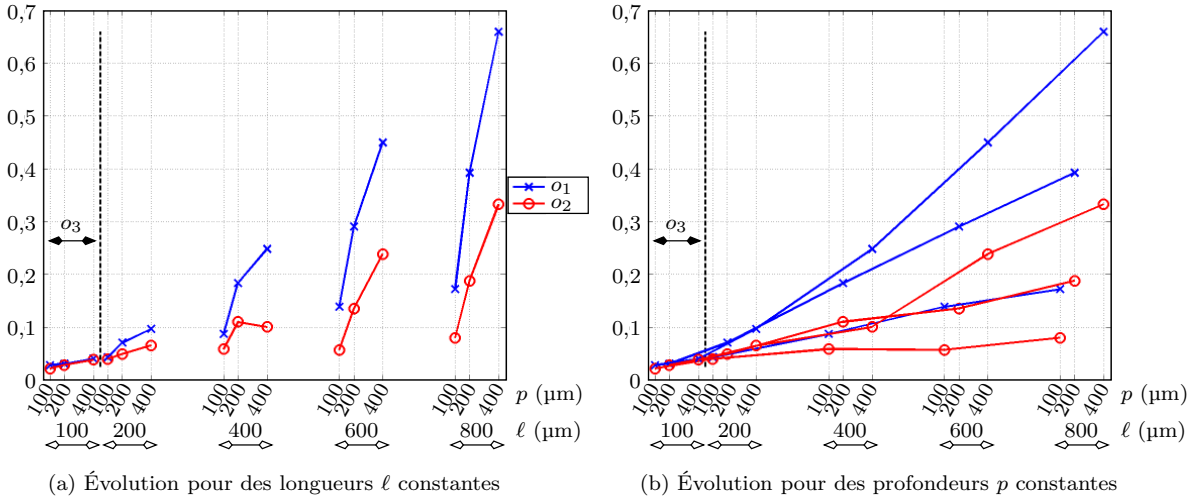 0,7
0,6
0,5
0,4
0,3
0,2
0,1
0
o₃
o₁
o₂
100 200 400 100 200 400 100 200 400 100 200 400 100 200 400 p (µm)
100 200 400 600 800 ℓ (µm)
(a) Évolution pour des longueurs ℓ constantes
0,7
0,6
0,5
0,4
0,3
0,2
0,1
0
o₃
100 200 400 100 200 400 100 200 400 100 200 400 100 200 400 p (µm)
100 200 400 600 800 ℓ (µm)
(b) Évolution pour des profondeurs p constantes